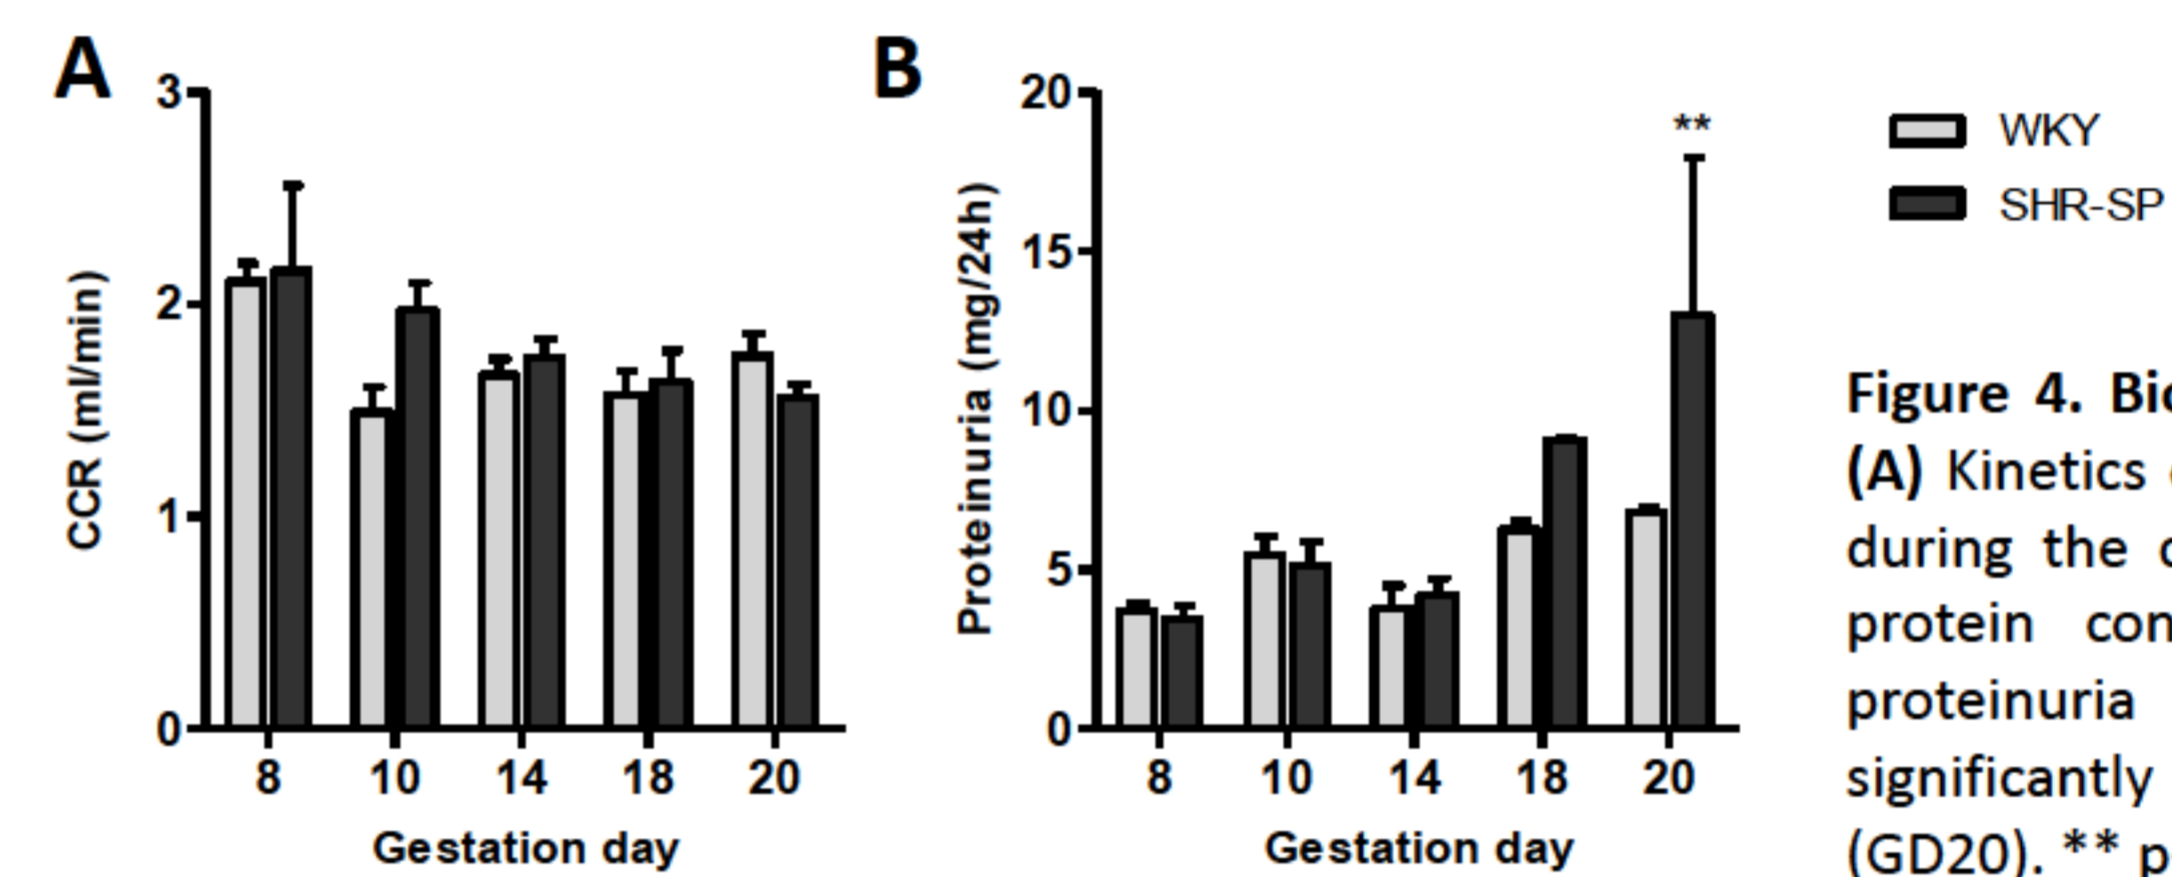 A
3
2
1
0
CCR (ml/min)
8 10 14 18 20
Gestation day
B
20
15
10
5
0
Proteinuria (mg/24h)
**
8 10 14 18 20
Gestation day
WKY
SHR-SP
Figure 4.
(A) Kinetics
during the
protein
proteinuria
significantly
(GD20). **